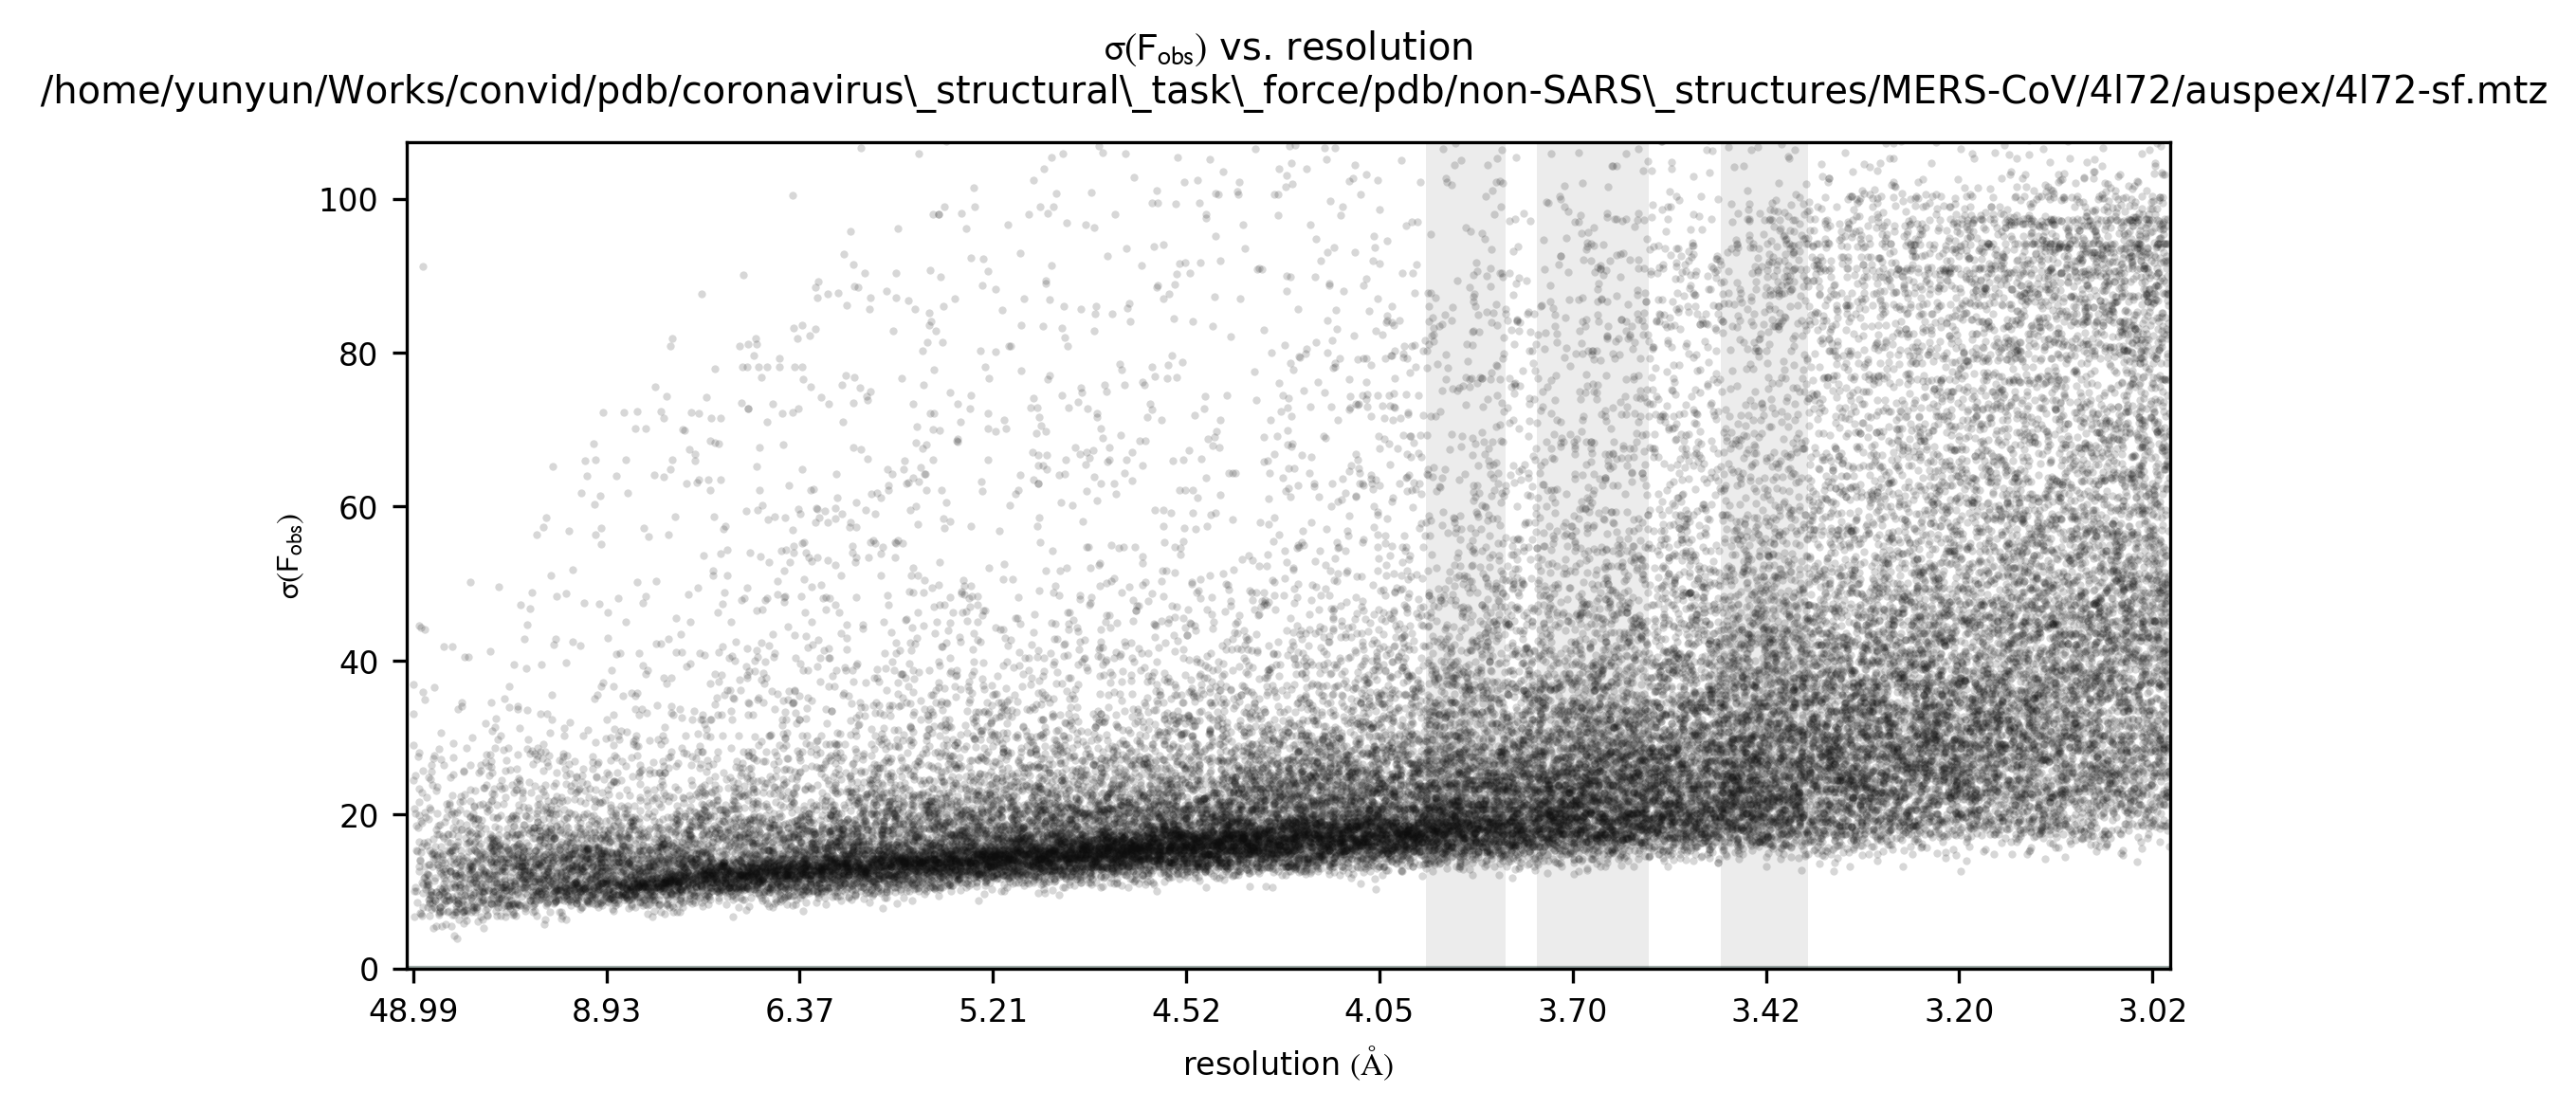 σ(F_obs) vs. resolution
/home/yunyun/Works/convid/pdb/coronavirus\_structural\_task\_force/pdb/non-SARS\_structures/MERS-CoV/4l72/auspex/4l72-sf.mtz
σ(F_obs)
100
80
60
40
20
0
48.99 8.93 6.37 5.21 4.52 4.05 3.70 3.42 3.20 3.02
resolution (Å)